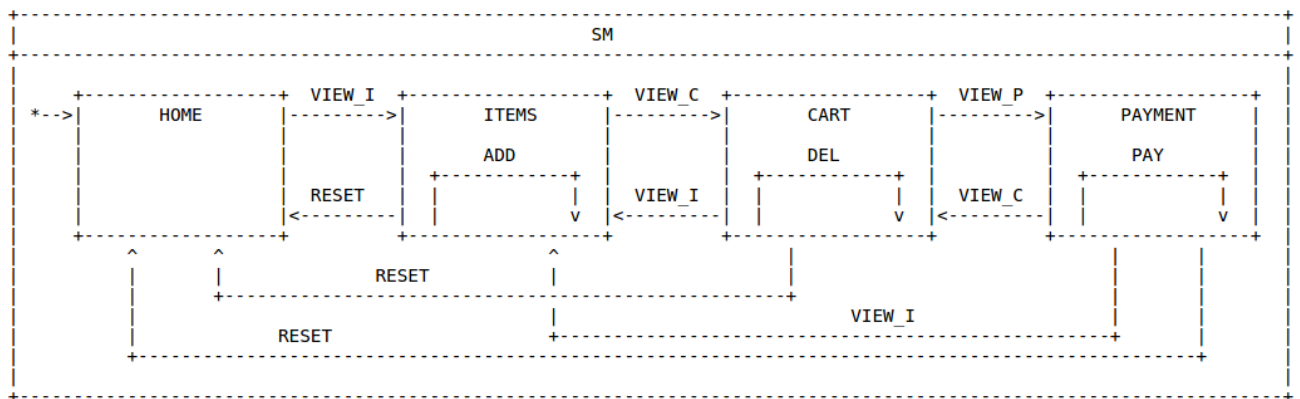 SM
VIEW_I VIEW_C VIEW_P
*--> HOME ITEMS CART PAYMENT
ADD DEL PAY
RESET VIEW_I VIEW_C
RESET
VIEW_I
RESET